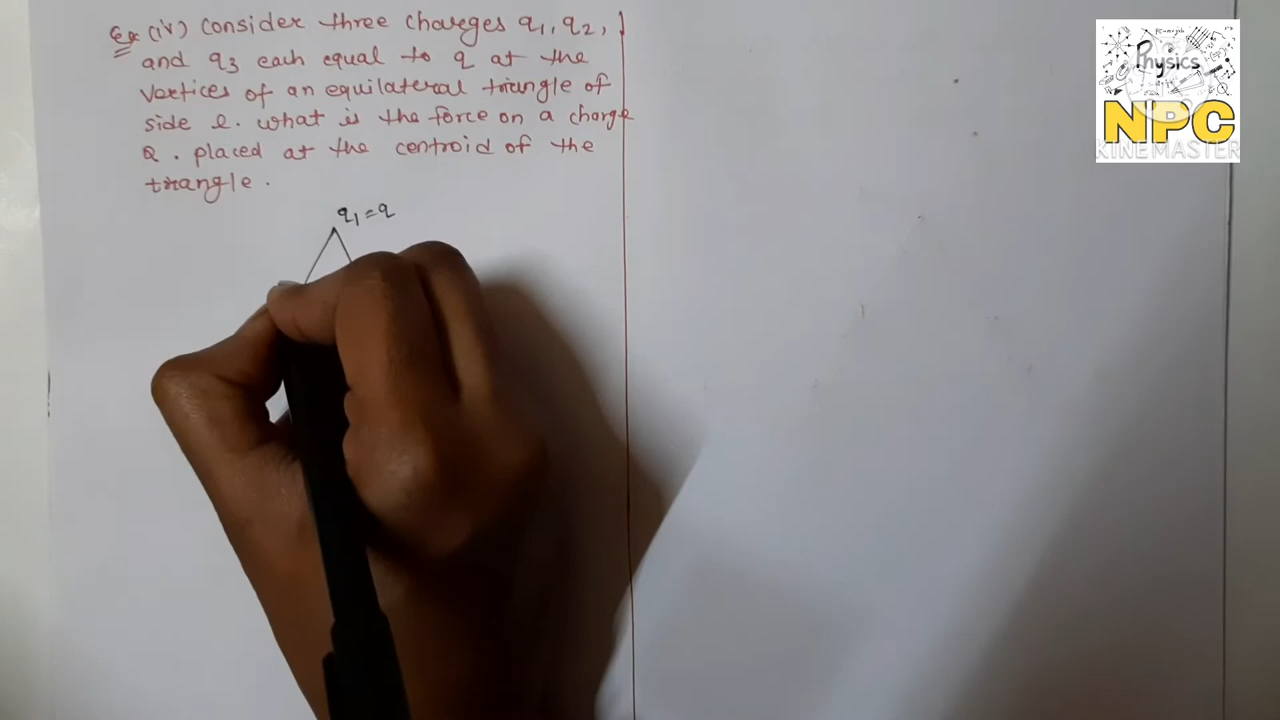 Ex (iv) Consider three charges q1, q2,
and q3 each equal to q at the
vertices of an equilateral triangle of
side l. what is the force on a charge
Q. placed at the centroid of the
triangle.
q1 = q
Physics
NPC
KINEMASTER